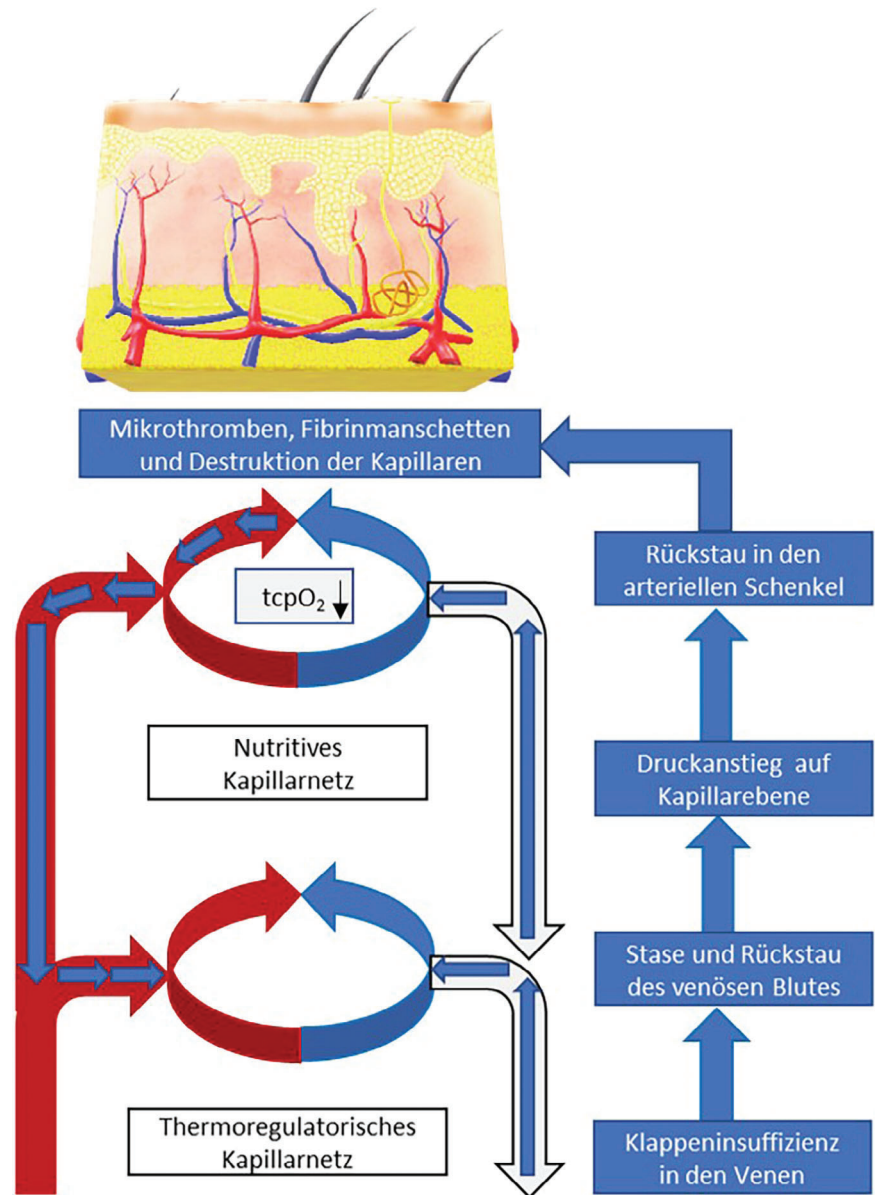 Mikrothromben, Fibrinmanschetten
und Destruktion der Kapillaren
Rückstau in den
arteriellen Schenkel
tcpO₂
Nutritives
Kapillarnetz
Druckanstieg auf
Kapillarebene
Stase und Rückstau
des venösen Blutes
Thermoregulatorisches
Kapillarnetz
Klappeninsuffizienz
in den Venen